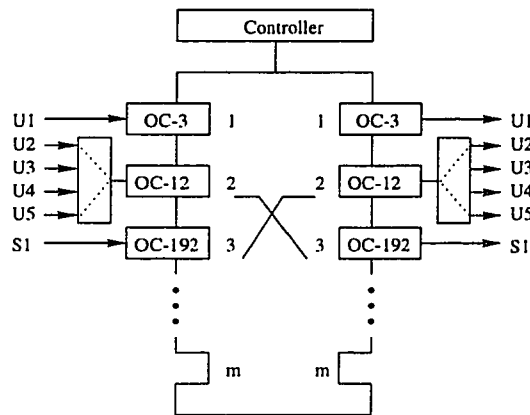 Controller
U1 OC-3 1 1 OC-3 U1
U2 U2
U3 OC-12 2 2 OC-12 U3
U4 U4
U5 U5
S1 OC-192 3 3 OC-192 S1
m m